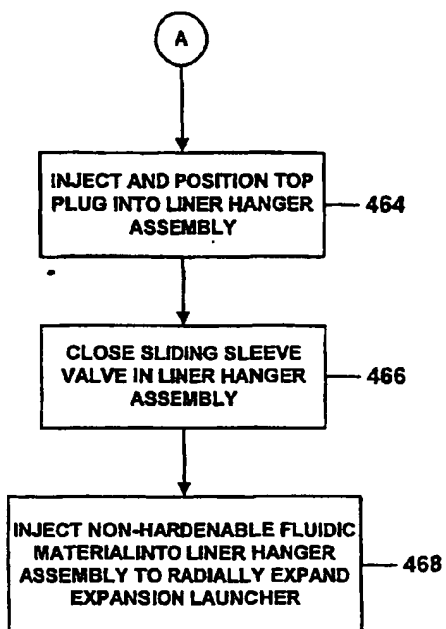 A
INJECT AND POSITION TOP
PLUG INTO LINER HANGER
ASSEMBLY
464
CLOSE SLIDING SLEEVE
VALVE IN LINER HANGER
ASSEMBLY
466
INJECT NON-HARDENABLE FLUIDIC
MATERIALINTO LINER HANGER
ASSEMBLY TO RADIALLY EXPAND
EXPANSION LAUNCHER
468